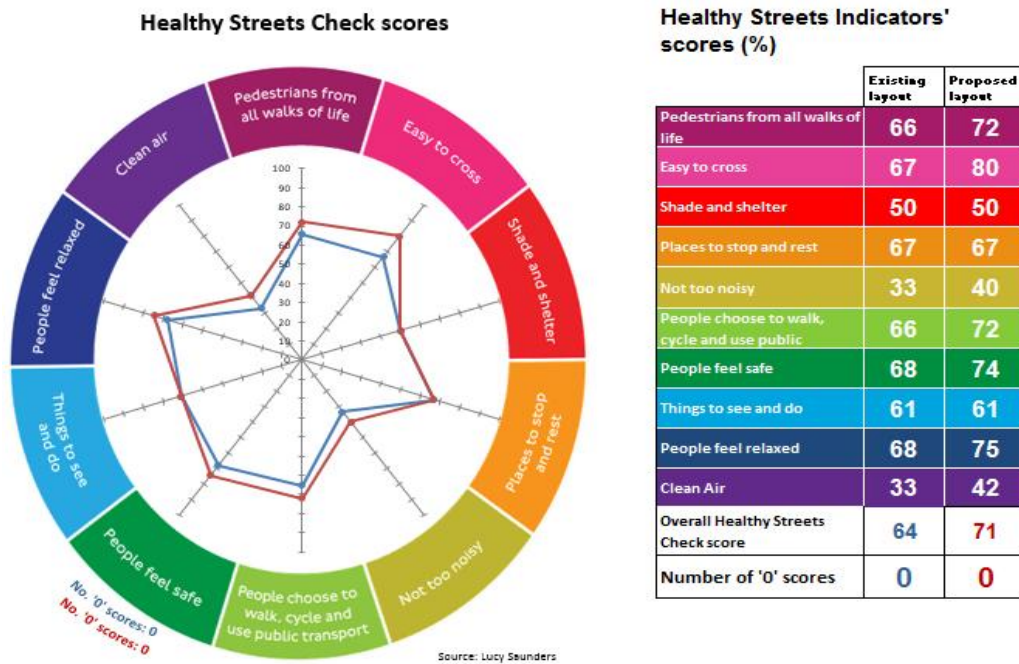 Healthy Streets Check scores
Pedestrians from
all walks of life
Easy to cross
Shade and shelter
Places to stop
and rest
Not too noisy
People choose to
walk, cycle and
use public transport
People feel safe
Things to see
and do
People feel relaxed
Clean air
100
90
80
70
60
50
40
30
20
10
0
No. '0' scores: 0
No. '0' scores: 0
Source: Lucy Saunders
Healthy Streets Indicators'
scores (%)
Existing Proposed
layout layout
Pedestrians from all walks of
life 66 72
Easy to cross 67 80
Shade and shelter 50 50
Places to stop and rest 67 67
Not too noisy 33 40
People choose to walk,
cycle and use public 66 72
People feel safe 68 74
Things to see and do 61 61
People feel relaxed 68 75
Clean Air 33 42
Overall Healthy Streets
Check score 64 71
Number of '0' scores 0 0